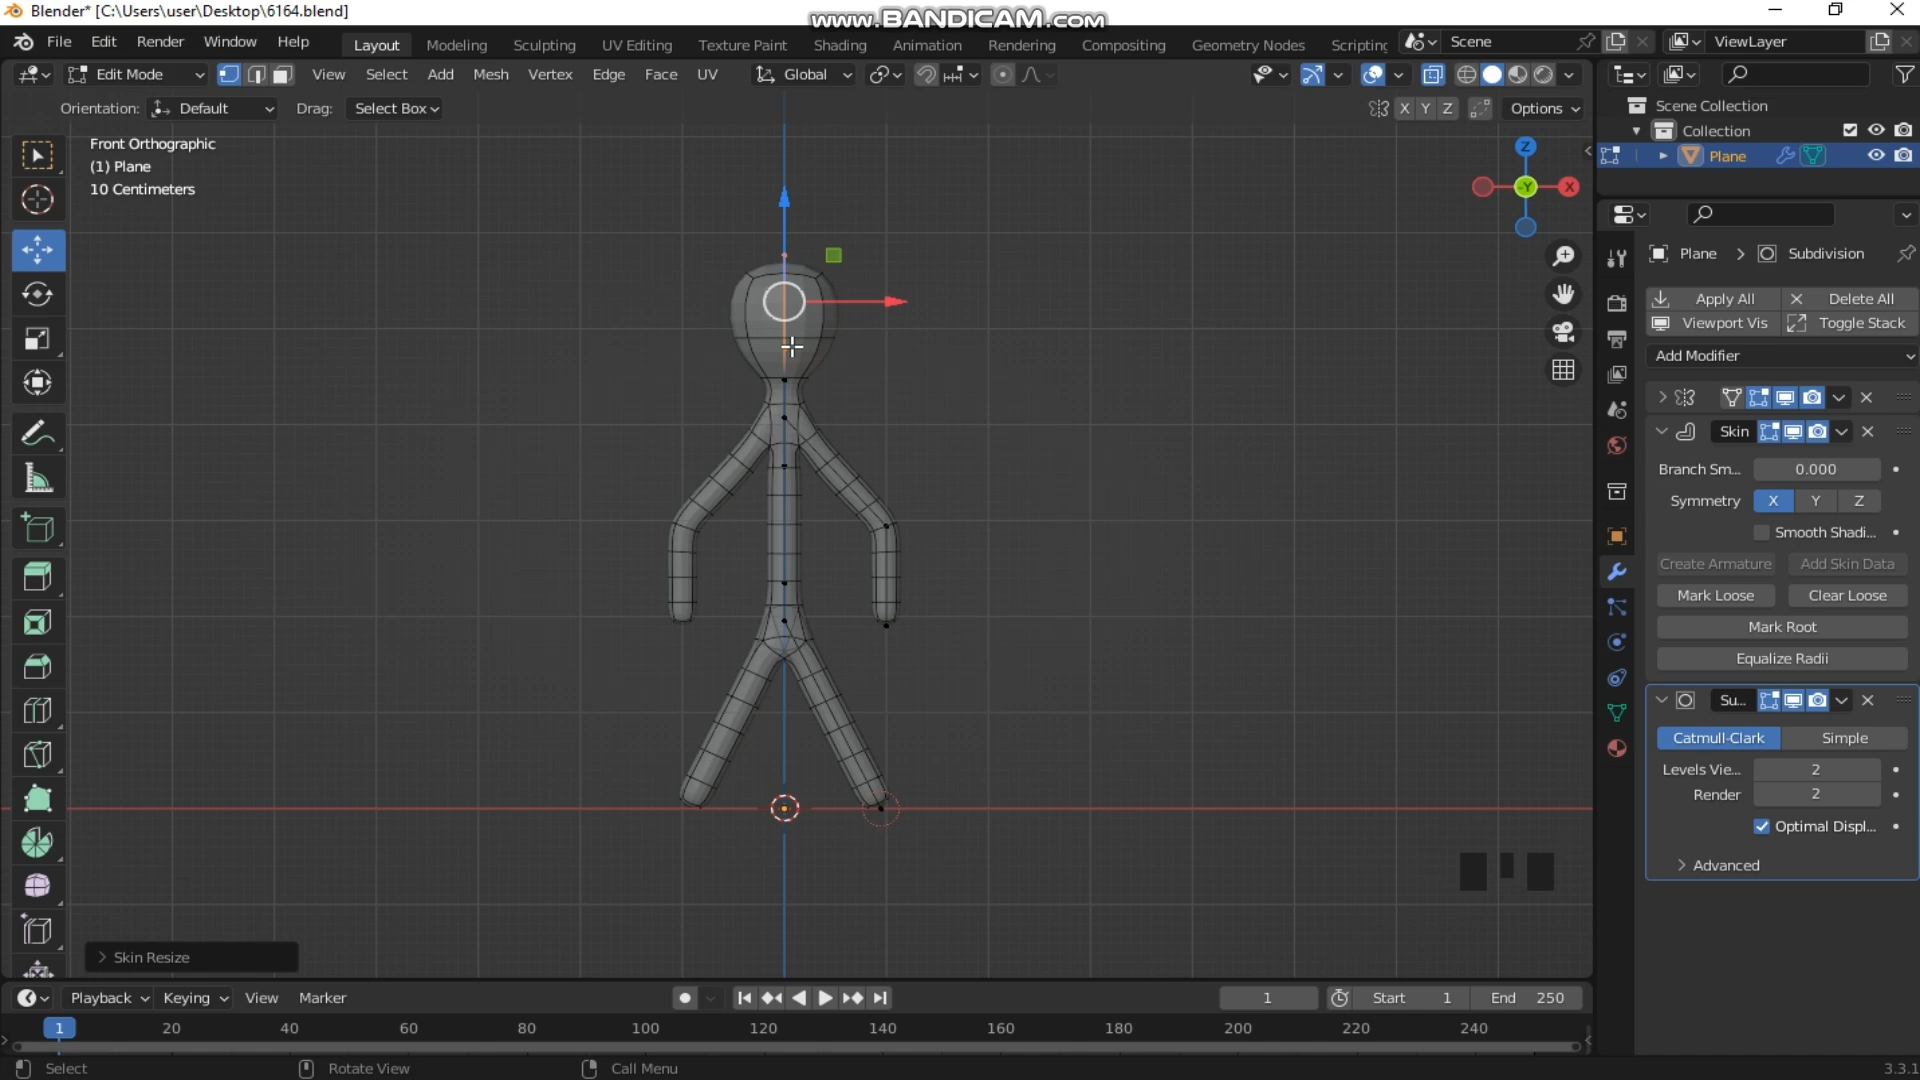 Blender* [C:\Users\user\Desktop\6164.blend]
www.BANDICAM.com
File Edit Render Window Help
Layout Modeling Sculpting UV Editing Texture Paint Shading Animation Rendering Compositing Geometry Nodes Scripting
Scene
ViewLayer
Edit Mode
View Select Add Mesh Vertex Edge Face UV
Global
Orientation: Default Drag: Select Box
X Y Z
Options
Scene Collection
Collection
Plane
Front Orthographic
(1) Plane
10 Centimeters
Z
-Y
X
Plane > Subdivision
Apply All Delete All
Viewport Vis Toggle Stack
Add Modifier
Skin
Branch Sm... 0.000
Symmetry X Y Z
Smooth Shadi...
Create Armature Add Skin Data
Mark Loose Clear Loose
Mark Root
Equalize Radii
Su...
Catmull-Clark Simple
Levels Vie... 2
Render 2
Optimal Displ...
Advanced
Skin Resize
Playback Keying View Marker
1
Start 1 End 250
1 20 40 60 80 100 120 140 160 180 200 220 240
Select Rotate View Call Menu
3.3.1